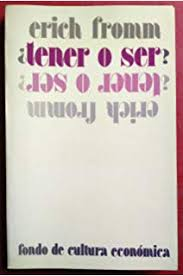 erich fromm
¿tener o ser?
¿tener o ser?
erich fromm
fondo de cultura económica